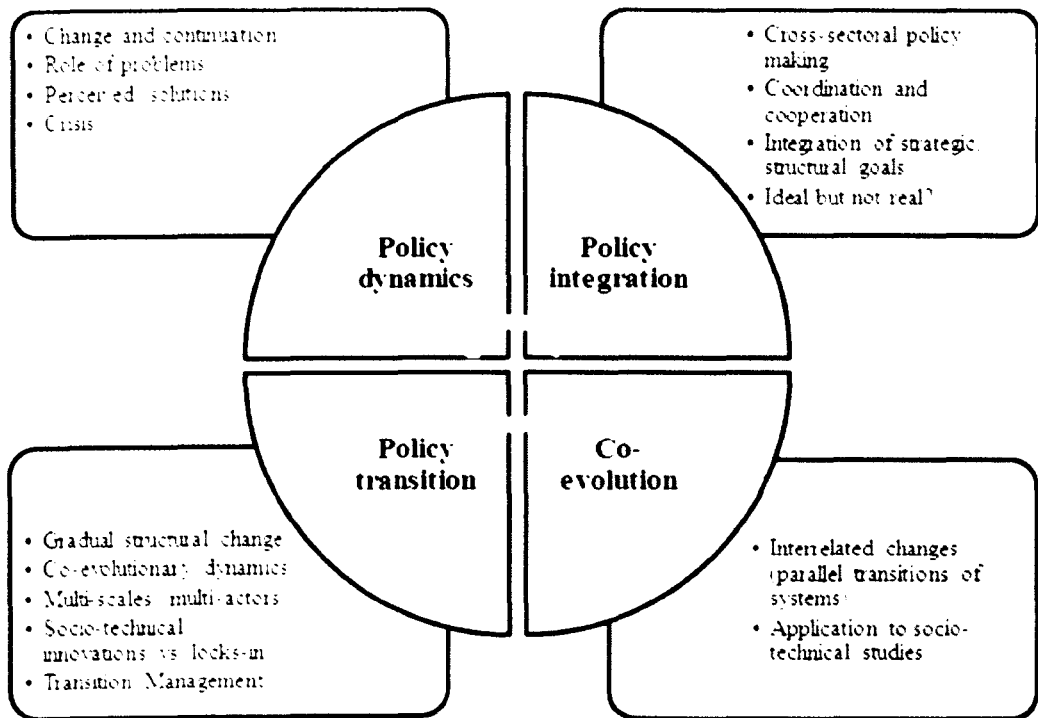 • Change and continuation
• Role of problems
• Perceived solutions
• Crisis
• Cross-sectoral policy
making
• Coordination and
cooperation
• Integration of strategic,
structural goals
• Ideal but not real?
Policy
dynamics
Policy
integration
Policy
transition
Co-
evolution
• Gradual structural change
• Co-evolutionary dynamics
• Multi-scales multi-actors
• Socio-technical
innovations vs locks-in
• Transition Management
• Interrelated changes
(parallel transitions of
systems)
• Application to socio-
technical studies